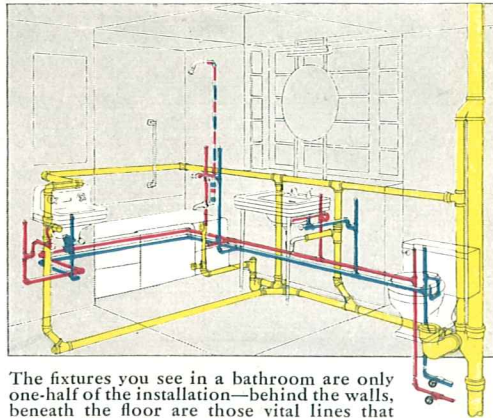 The fixtures you see in a bathroom are only
one-half of the installation—behind the walls,
beneath the floor are those vital lines that